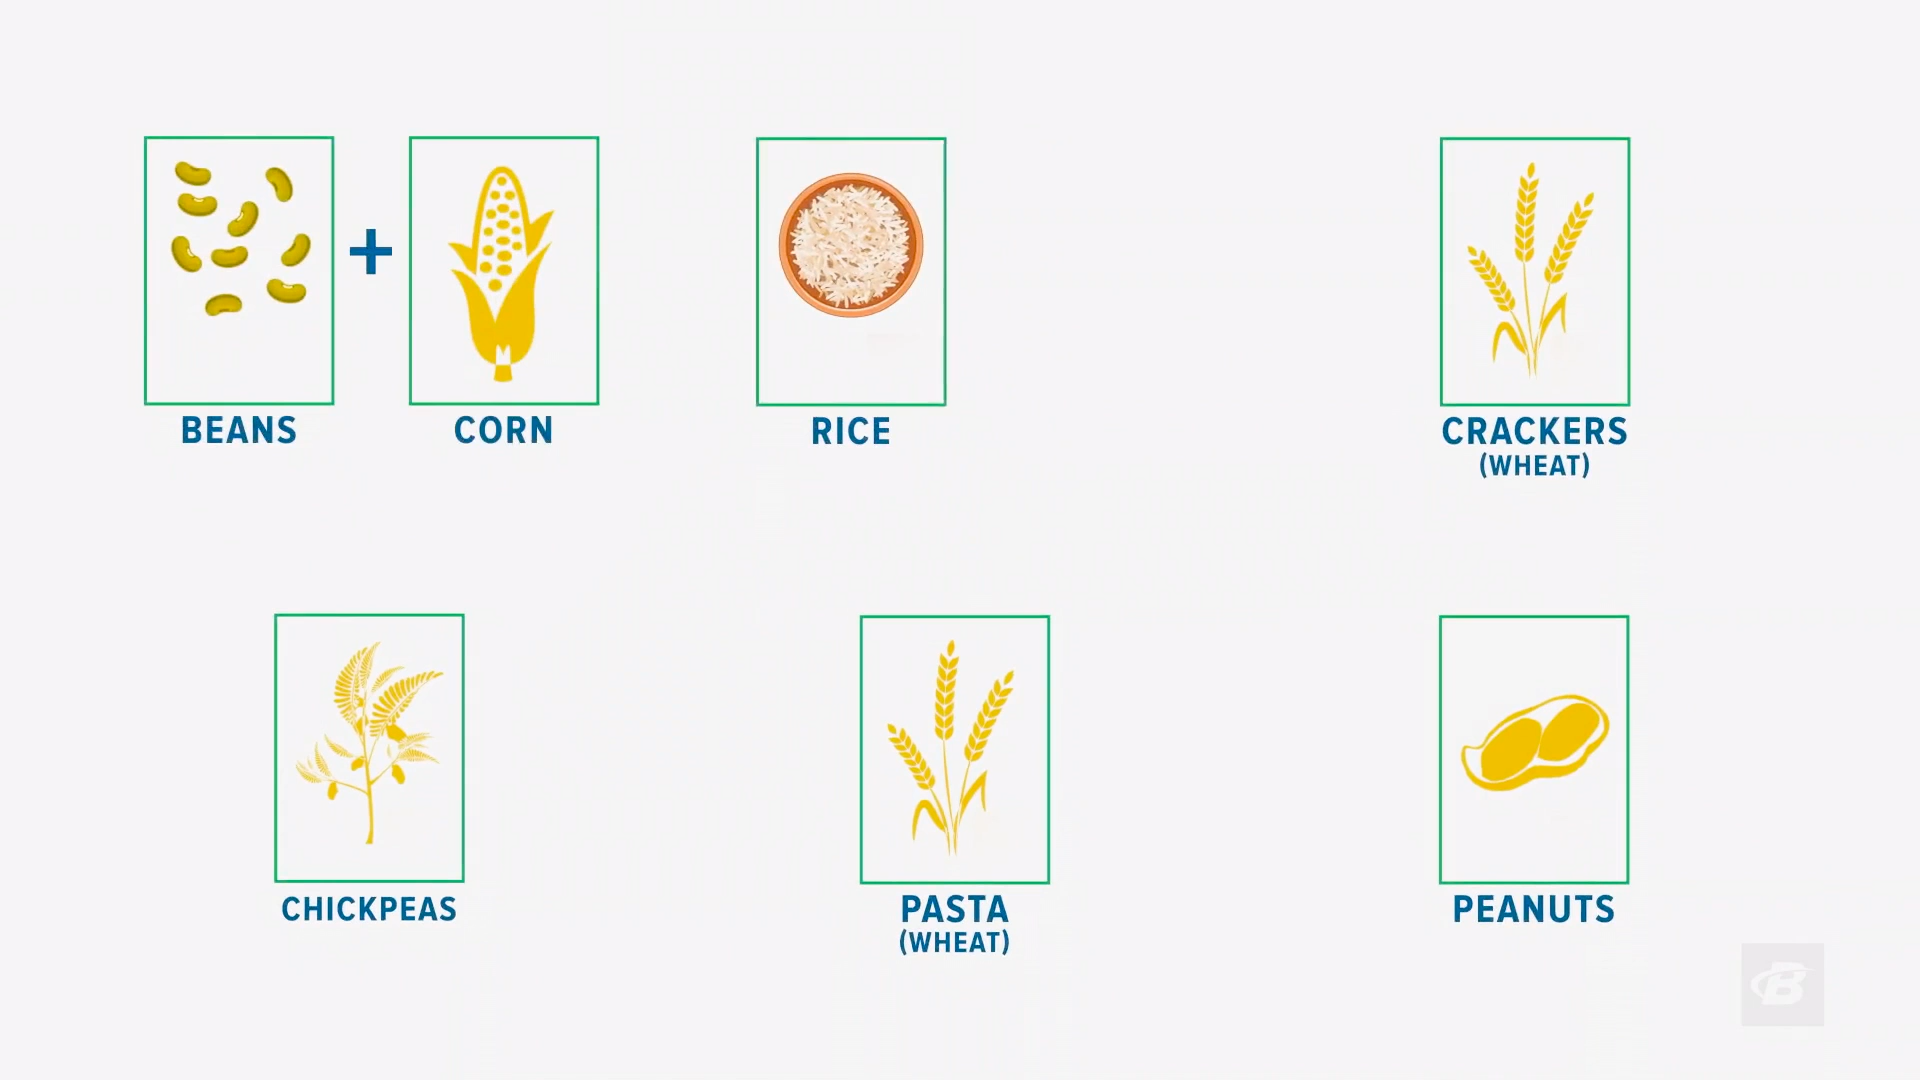 +
BEANS
CORN
RICE
CRACKERS
(WHEAT)
CHICKPEAS
PASTA
(WHEAT)
PEANUTS
B